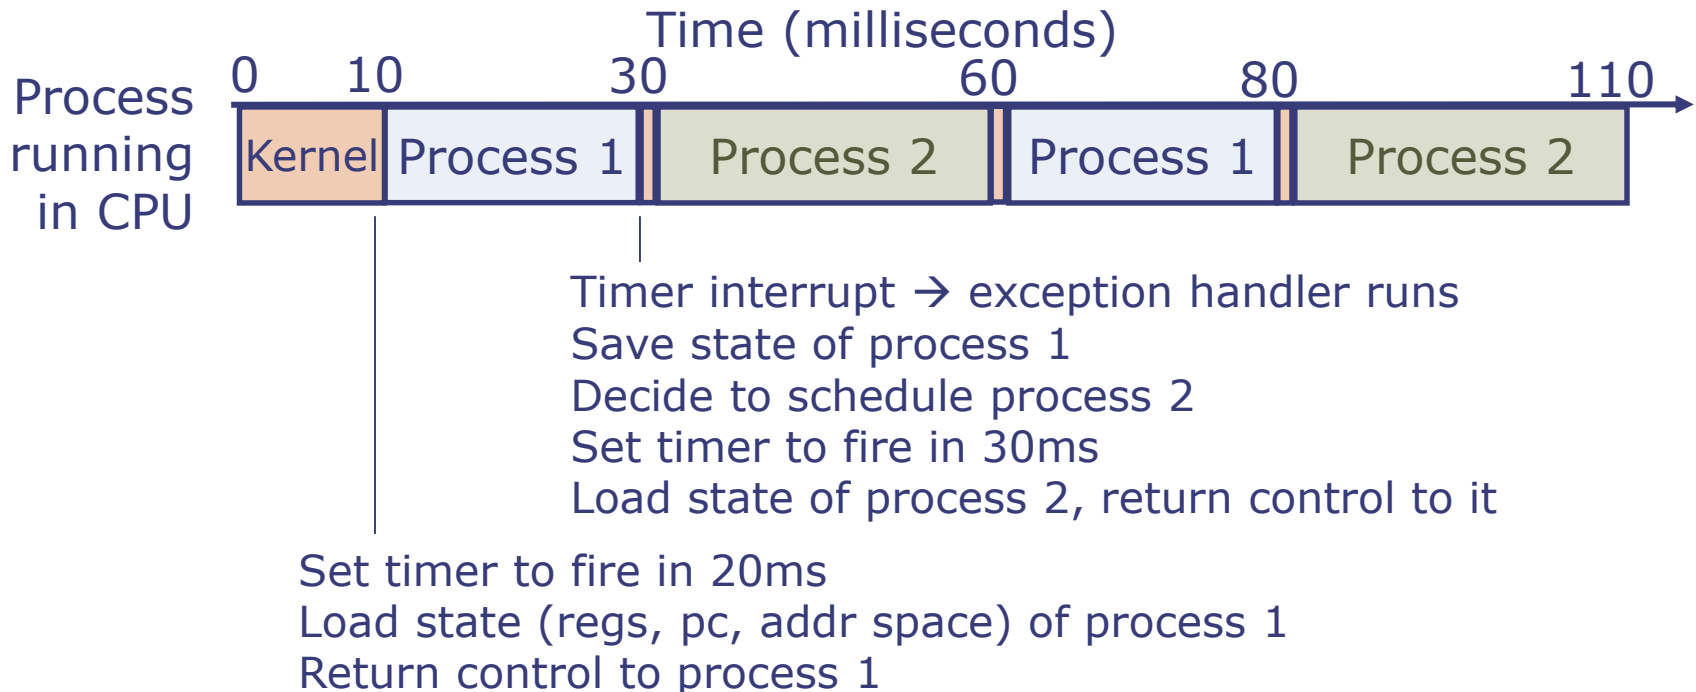 Time (milliseconds)
0 10 30 60 80 110
Process
running
in CPU
Kernel Process 1 Process 2 Process 1 Process 2
Timer interrupt → exception handler runs
Save state of process 1
Decide to schedule process 2
Set timer to fire in 30ms
Load state of process 2, return control to it
Set timer to fire in 20ms
Load state (regs, pc, addr space) of process 1
Return control to process 1